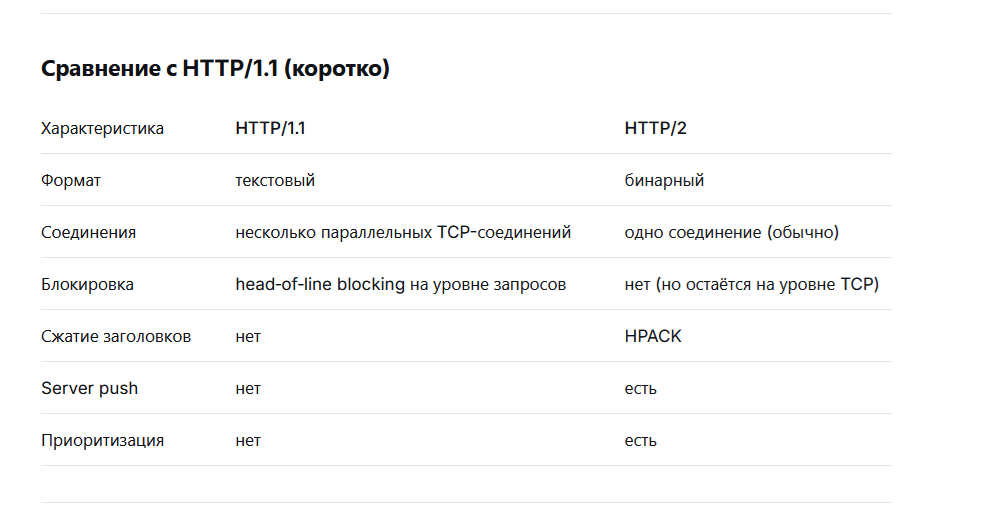 Сравнение с HTTP/1.1 (коротко)
Характеристика HTTP/1.1 HTTP/2
Формат текстовый бинарный
Соединения несколько параллельных TCP-соединений одно соединение (обычно)
Блокировка head-of-line blocking на уровне запросов нет (но остаётся на уровне TCP)
Сжатие заголовков нет HPACK
Server push нет есть
Приоритизация нет есть